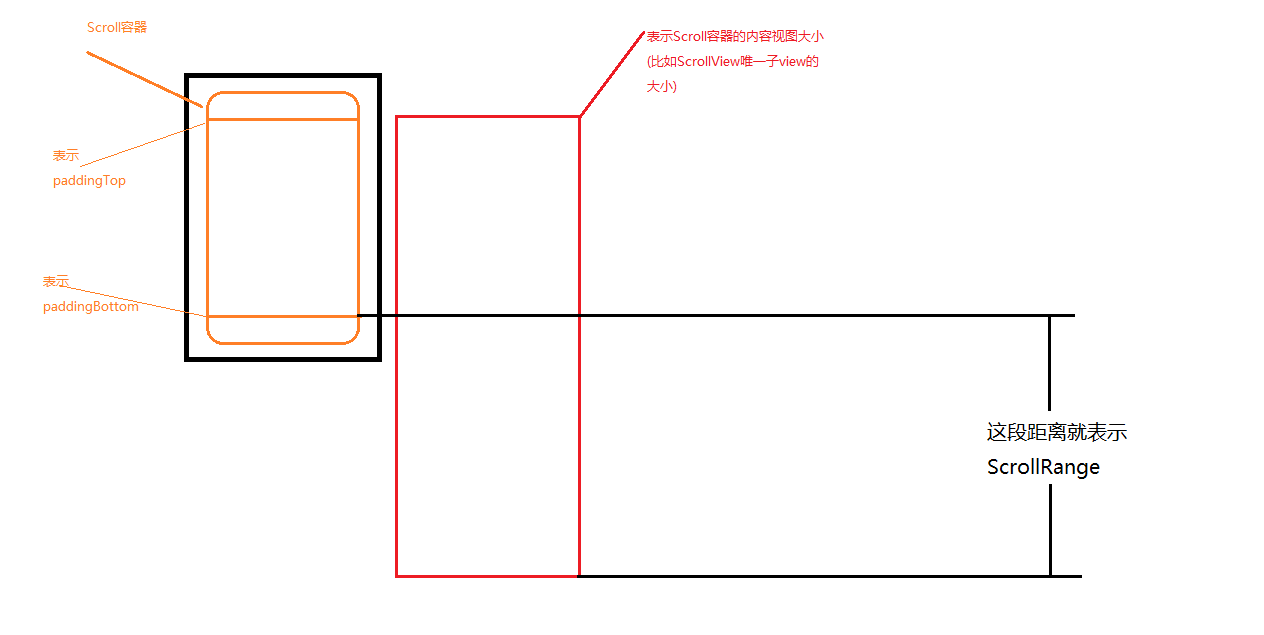 Scroll容器
表示Scroll容器的内容视图大小
(比如ScrollView唯一子view的
大小)
表示
paddingTop
表示
paddingBottom
这段距离就表示
ScrollRange